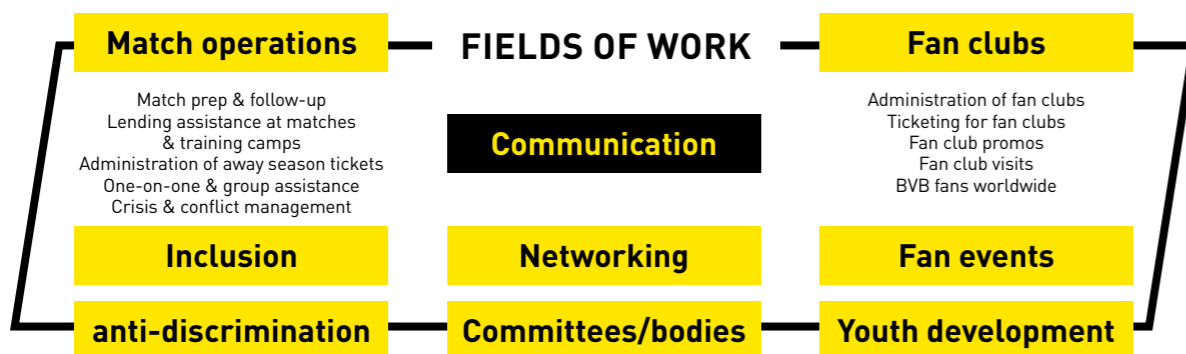 Match operations
FIELDS OF WORK
Fan clubs
Match prep & follow-up
Lending assistance at matches
& training camps
Administration of away season tickets
One-on-one & group assistance
Crisis & conflict management
Communication
Administration of fan clubs
Ticketing for fan clubs
Fan club promos
Fan club visits
BVB fans worldwide
Inclusion
Networking
Fan events
anti-discrimination
Committees/bodies
Youth development